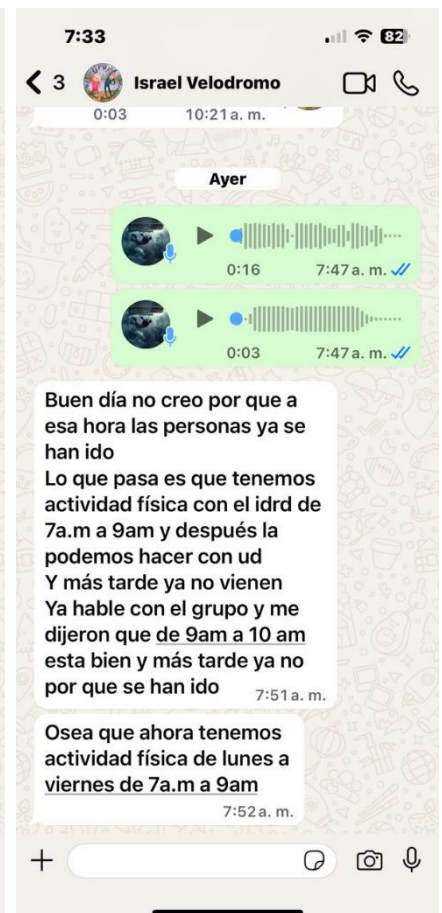 7:33
82
3
Israel Velodromo
0:03
10:21 a. m.
Ayer
0:16
7:47 a. m.
0:03
7:47 a. m.
Buen día no creo por que a
esa hora las personas ya se
han ido
Lo que pasa es que tenemos
actividad física con el idrd de
7a.m a 9am y después la
podemos hacer con ud
Y más tarde ya no vienen
Ya hable con el grupo y me
dijeron que de 9am a 10 am
esta bien y más tarde ya no
por que se han ido
7:51 a. m.
Osea que ahora tenemos
actividad física de lunes a
viernes de 7a.m a 9am
7:52 a. m.